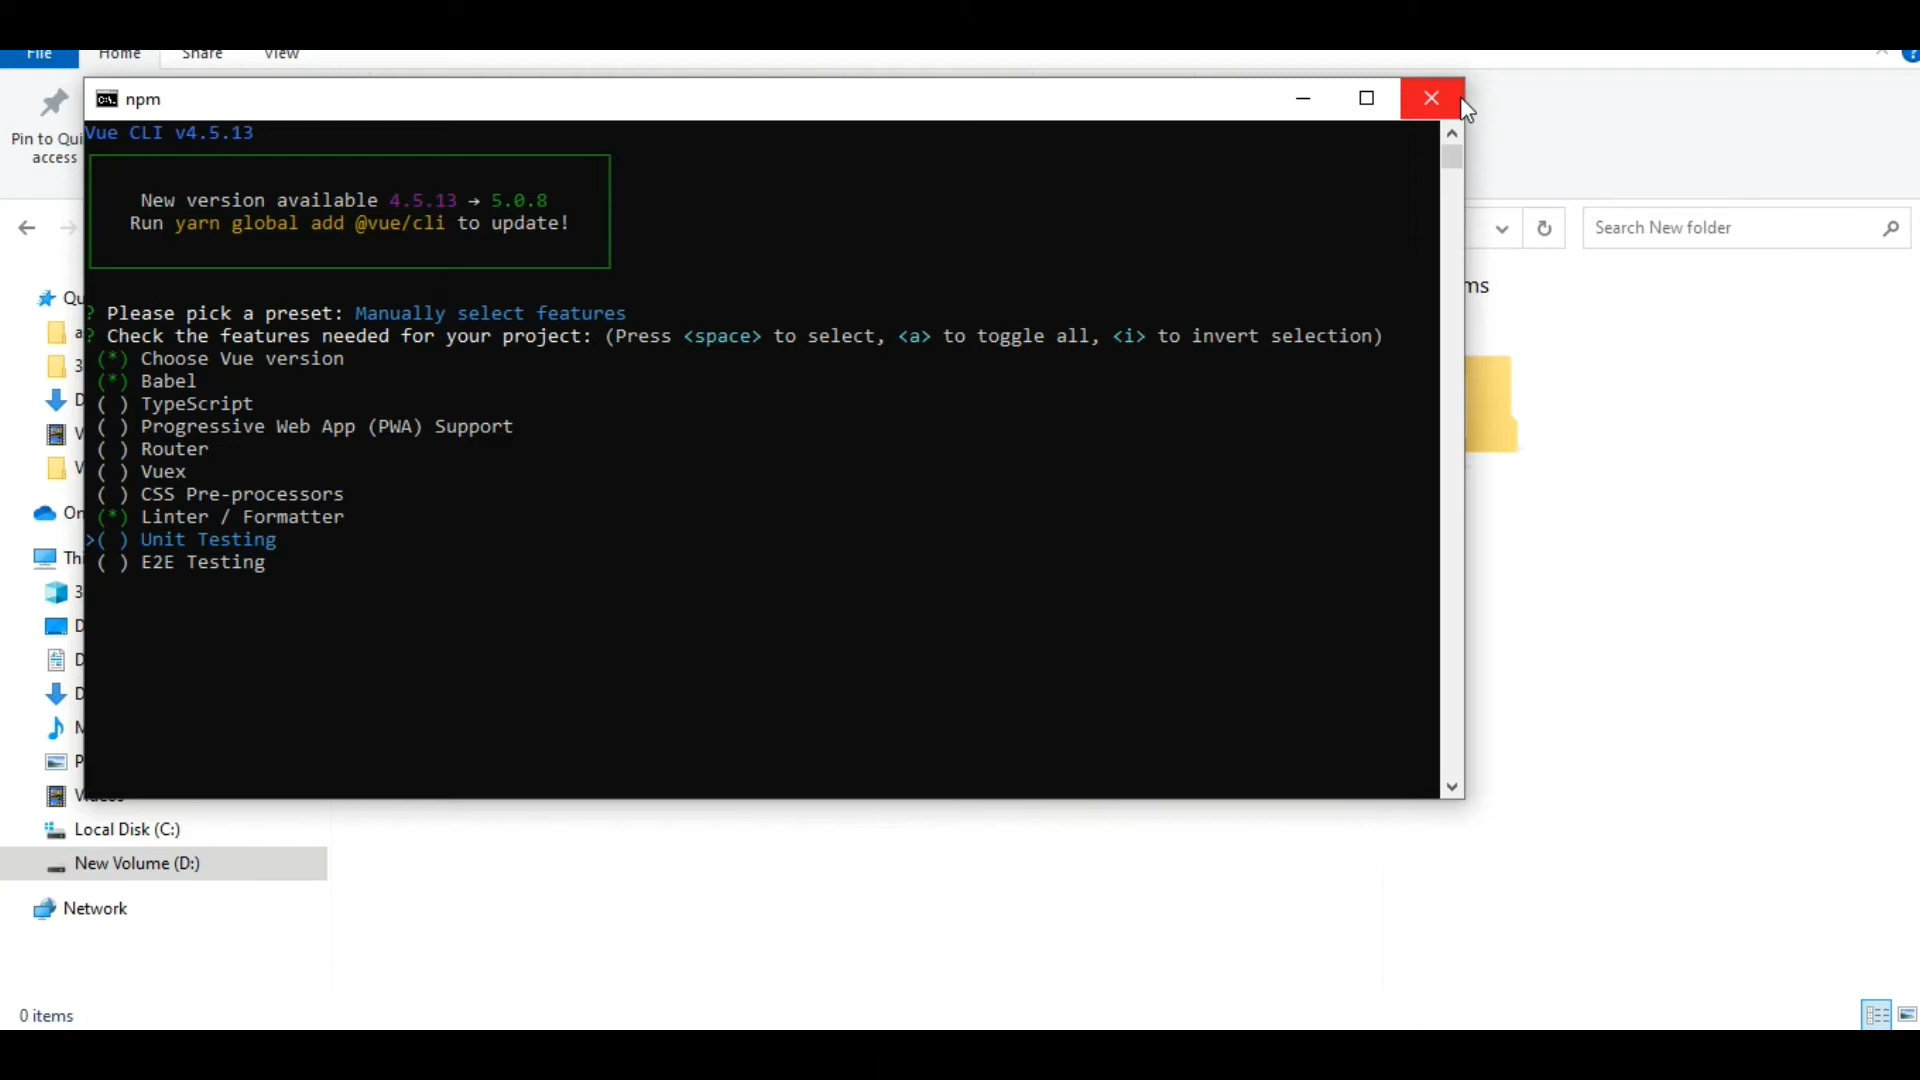 File Home Share View
npm
Pin to Qui
access
Vue CLI v4.5.13
New version available 4.5.13 → 5.0.8
Run yarn global add @vue/cli to update!
Search New folder
Qu
ms
? Please pick a preset: Manually select features
? Check the features needed for your project: (Press <space> to select, <a> to toggle all, <i> to invert selection)
(*) Choose Vue version
(*) Babel
( ) TypeScript
( ) Progressive Web App (PWA) Support
( ) Router
( ) Vuex
( ) CSS Pre-processors
(*) Linter / Formatter
>( ) Unit Testing
( ) E2E Testing
On
Thi
Local Disk (C:)
New Volume (D:)
Network
0 items